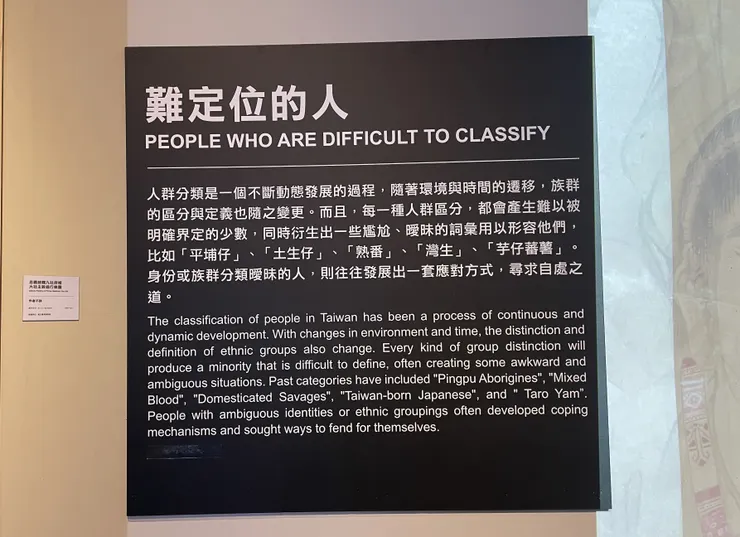 難定位的人
PEOPLE WHO ARE DIFFICULT TO CLASSIFY
人群分類是一個不斷動態發展的過程，隨著環境與時間的遷移，族群
的區分與定義也隨之變更。而且，每一種人群區分，都會產生難以被
明確界定的少數，同時衍生出一些尷尬、曖昧的詞彙用以形容他們，
比如「平埔仔」、「土生仔」、「熟番」、「灣生」、「芋仔蕃薯」。
身份或族群分類曖昧的人，則往往發展出一套應對方式，尋求自處之
道。
The classification of people in Taiwan has been a process of continuous and
dynamic development. With changes in environment and time, the distinction and
definition of ethnic groups also change. Every kind of group distinction will
produce a minority that is difficult to define, often creating some awkward and
ambiguous situations. Past categories have included "Pingpu Aborigines", "Mixed
Blood", "Domesticated Savages", "Taiwan-born Japanese", and " Taro Yam".
People with ambiguous identities or ethnic groupings often developed coping
mechanisms and sought ways to fend for themselves.